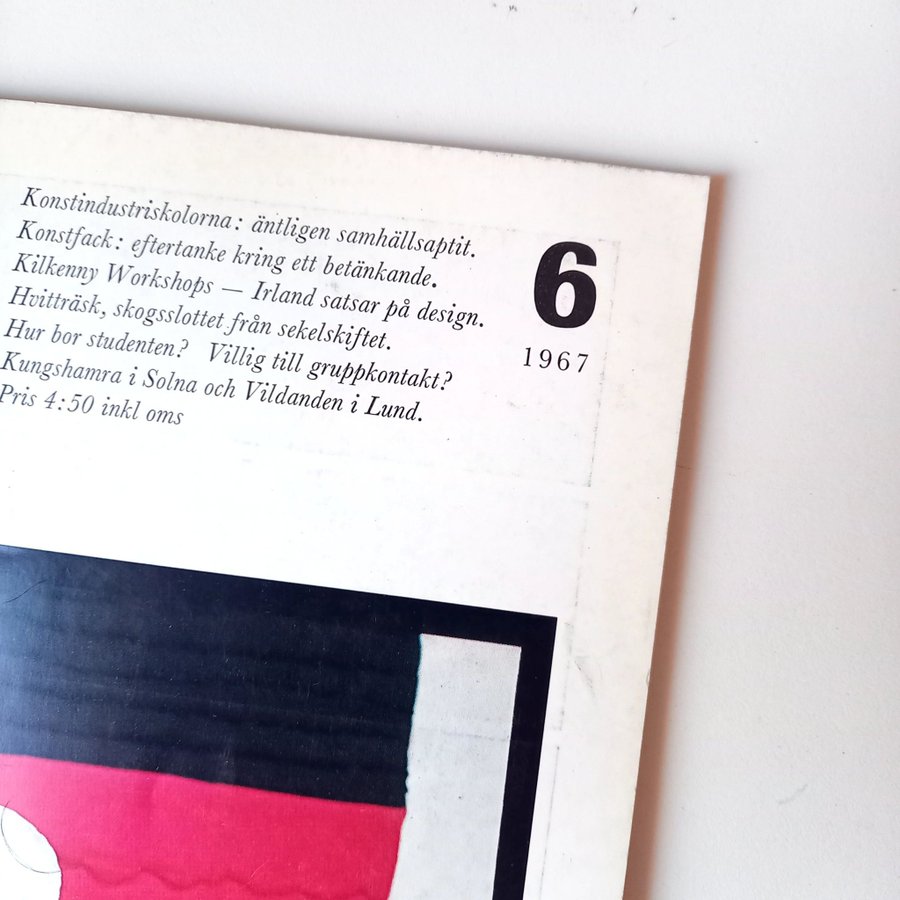 Konstindustriskolorna: äntligen samhällsaptit.
Konstfack: eftertanke kring ett betänkande.
Kilkenny Workshops — Irland satsar på design.
Hvitträsk, skogsslottet från sekelskiftet.
Hur bor studenten? Villig till gruppkontakt?
Kungshamra i Solna och Vildanden i Lund.
Pris 4:50 inkl oms
6
1967